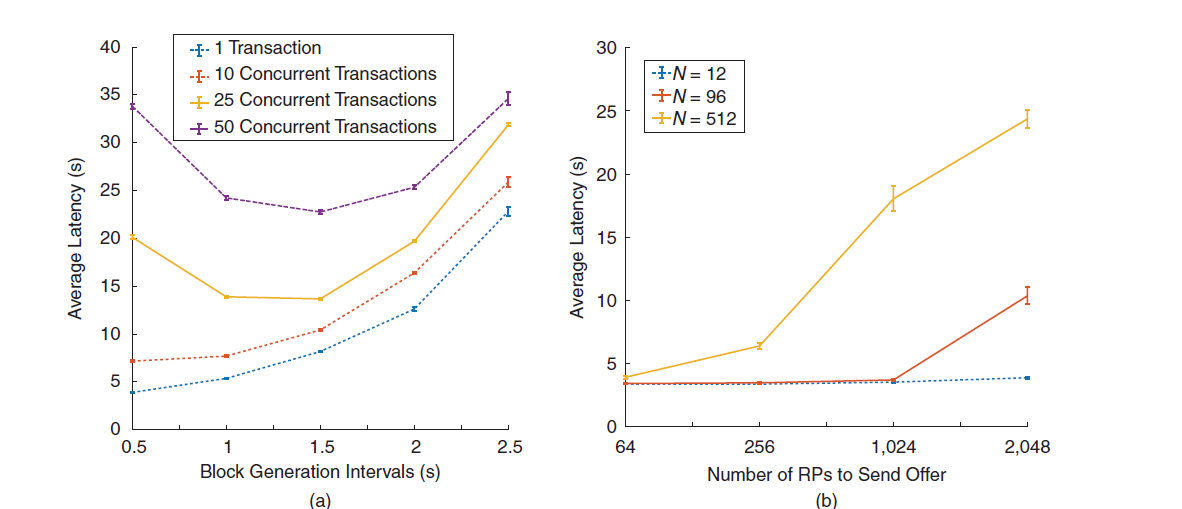 40
35
30
25
20
15
10
5
0
Average Latency (s)
1 Transaction
10 Concurrent Transactions
25 Concurrent Transactions
50 Concurrent Transactions
0.5 1 1.5 2 2.5
Block Generation Intervals (s)
(a)
30
25
20
15
10
5
0
Average Latency (s)
N = 12
N = 96
N = 512
64 256 1,024 2,048
Number of RPs to Send Offer
(b)